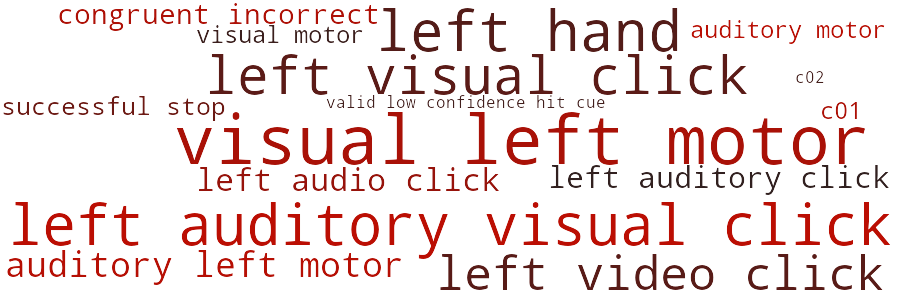 congruent incorrect
visual motor
left hand
auditory motor
left visual click
c02
successful stop
valid low confidence hit cue
c01
visual left motor
left audio click
left auditory click
left auditory visual click
auditory left motor
left video click